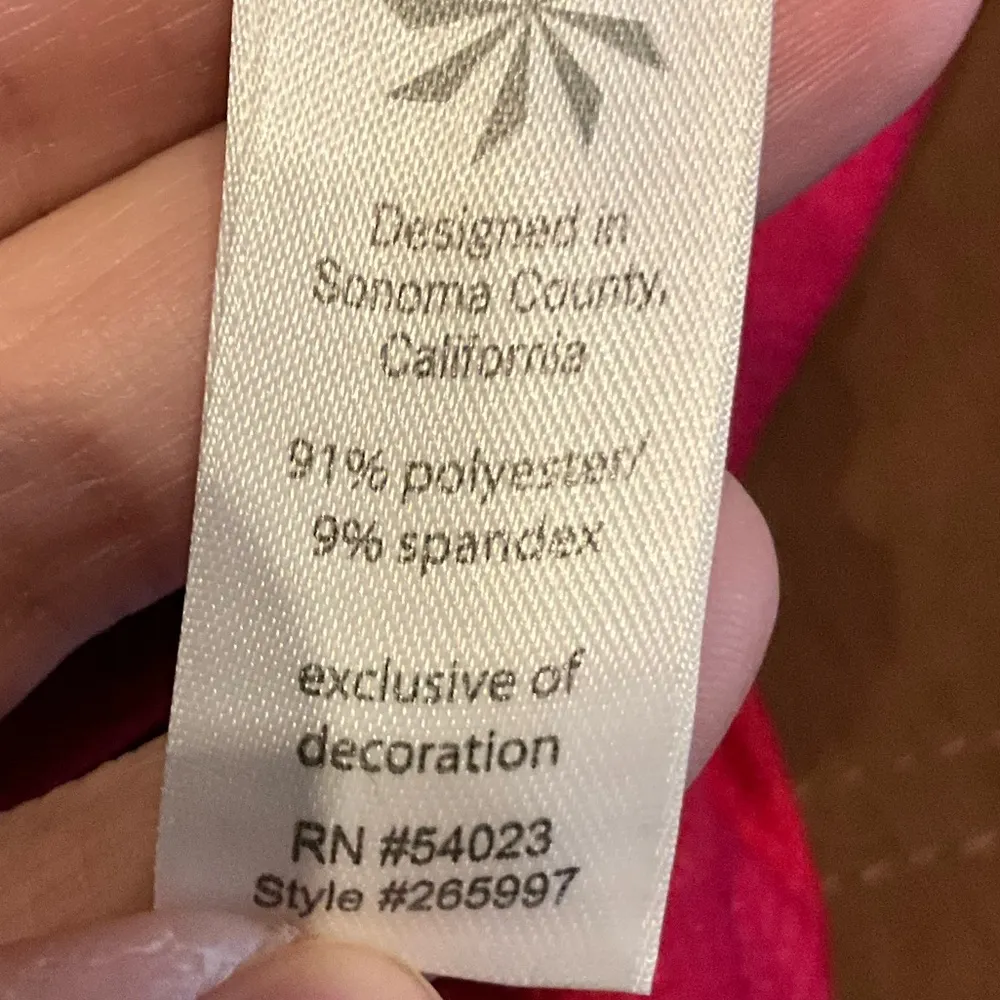 Designed in
Sonoma County,
California
91% polyester/
9% spandex
exclusive of
decoration
RN #54023
Style #265997